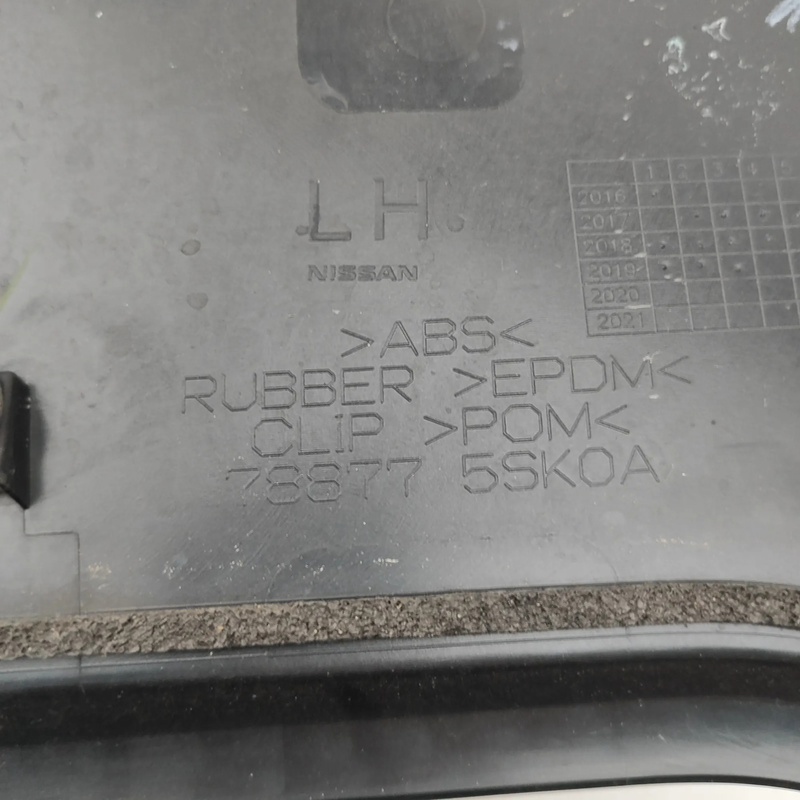 LH
NISSAN
>ABS<
RUBBER >EPDM<
CLIP >POM<
78877 5SK0A
1 2 3 4
2016
2017
2018
2019
2020
2021